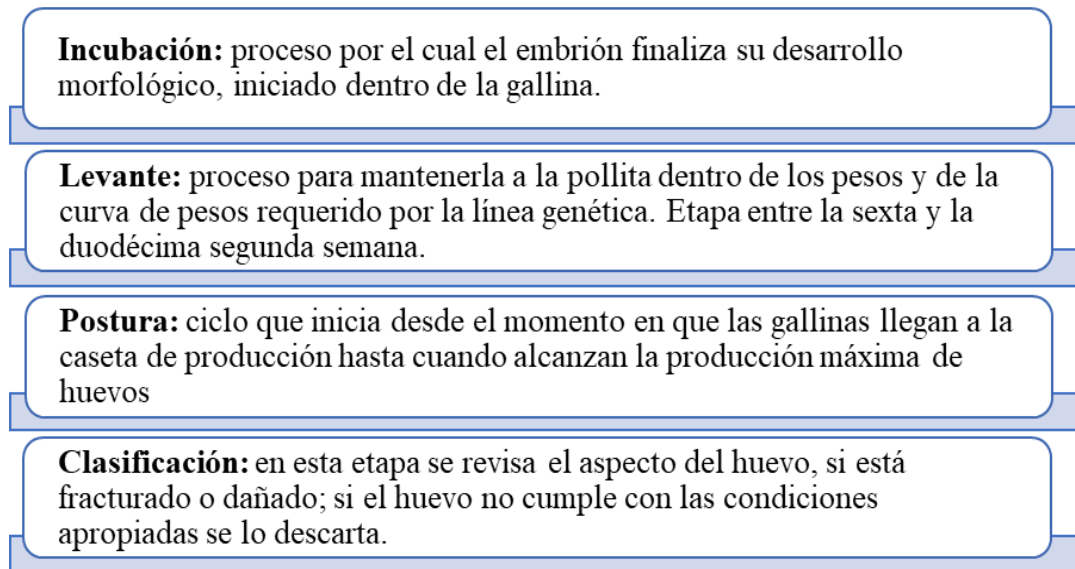 Incubación: proceso por el cual el embrión finaliza su desarrollo
morfológico, iniciado dentro de la gallina.
Levante: proceso para mantenerla a la pollita dentro de los pesos y de la
curva de pesos requerido por la línea genética. Etapa entre la sexta y la
duodécima segunda semana.
Postura: ciclo que inicia desde el momento en que las gallinas llegan a la
caseta de producción hasta cuando alcanzan la producción máxima de
huevos
Clasificación: en esta etapa se revisa el aspecto del huevo, si está
fracturado o dañado; si el huevo no cumple con las condiciones
apropiadas se lo descarta.